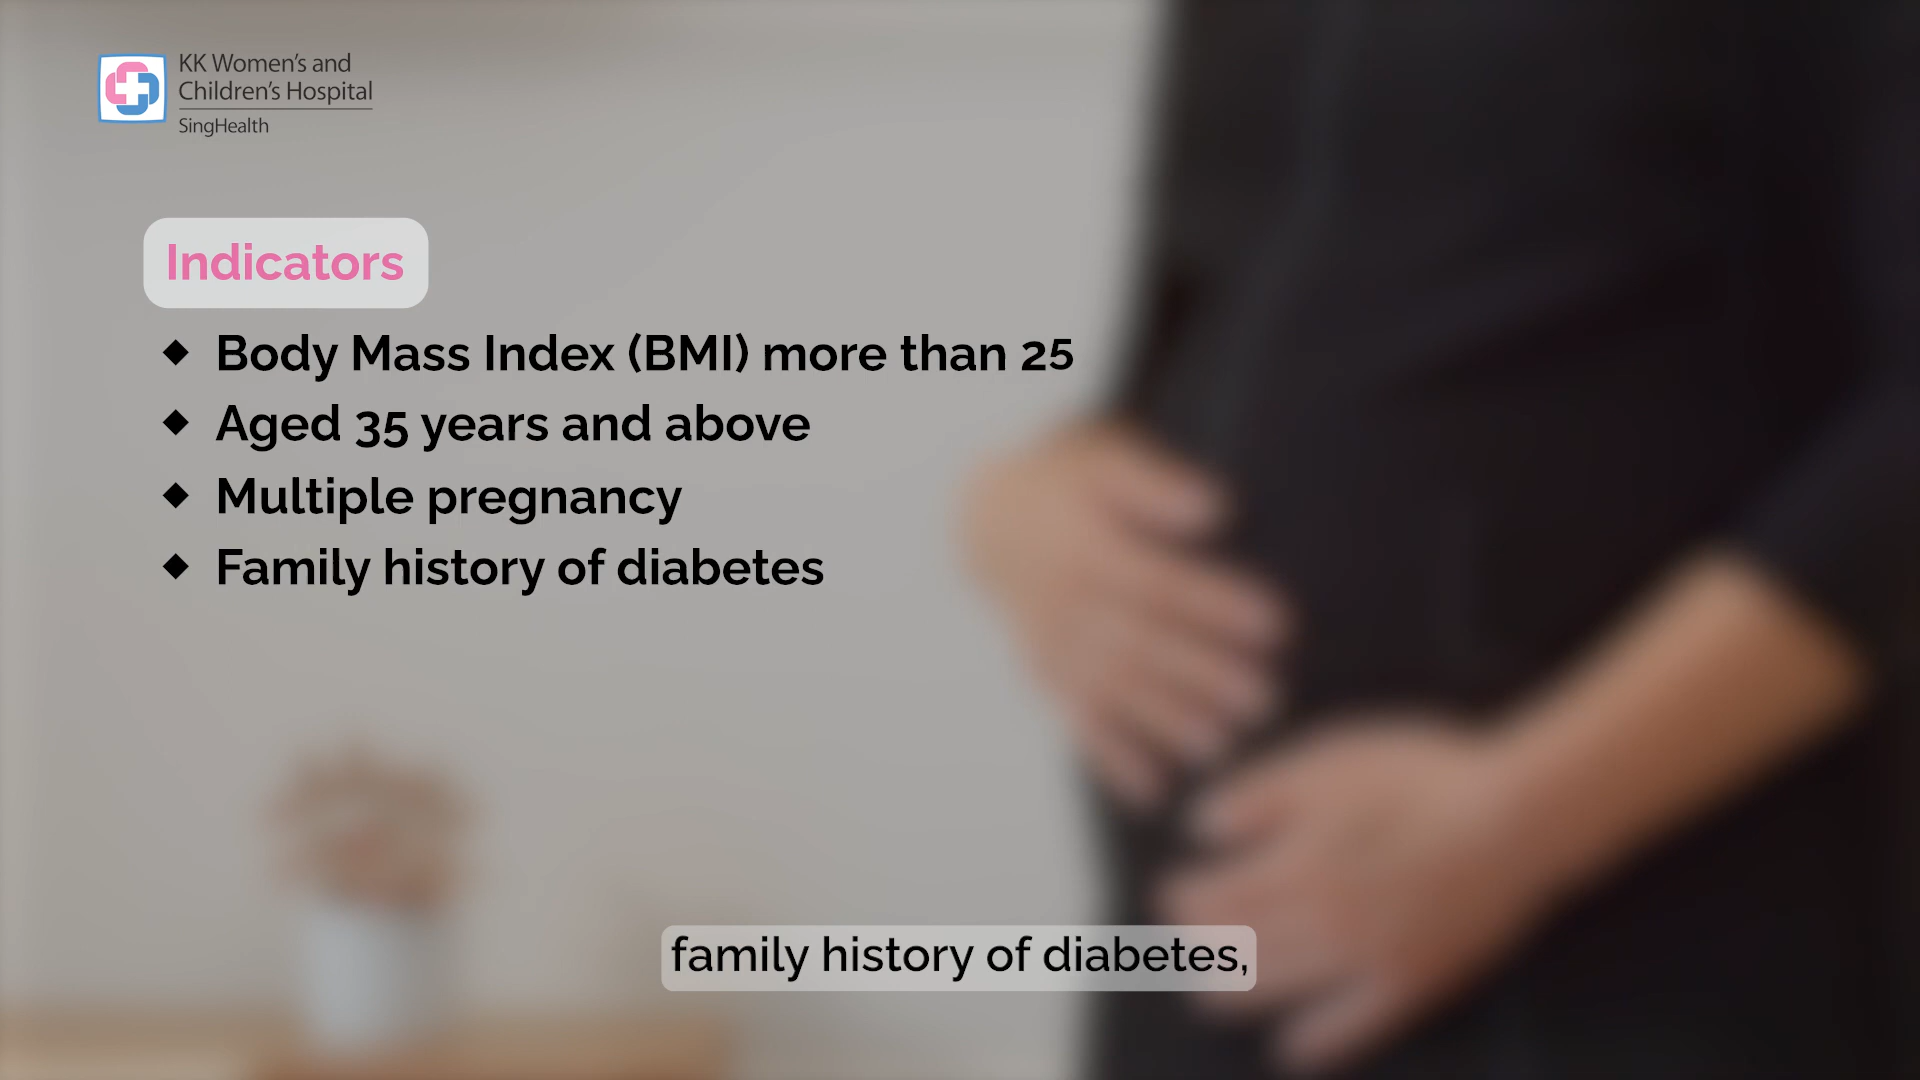 KK Women's and
Children's Hospital
SingHealth
Indicators
◆ Body Mass Index (BMI) more than 25
◆ Aged 35 years and above
◆ Multiple pregnancy
◆ Family history of diabetes
family history of diabetes,